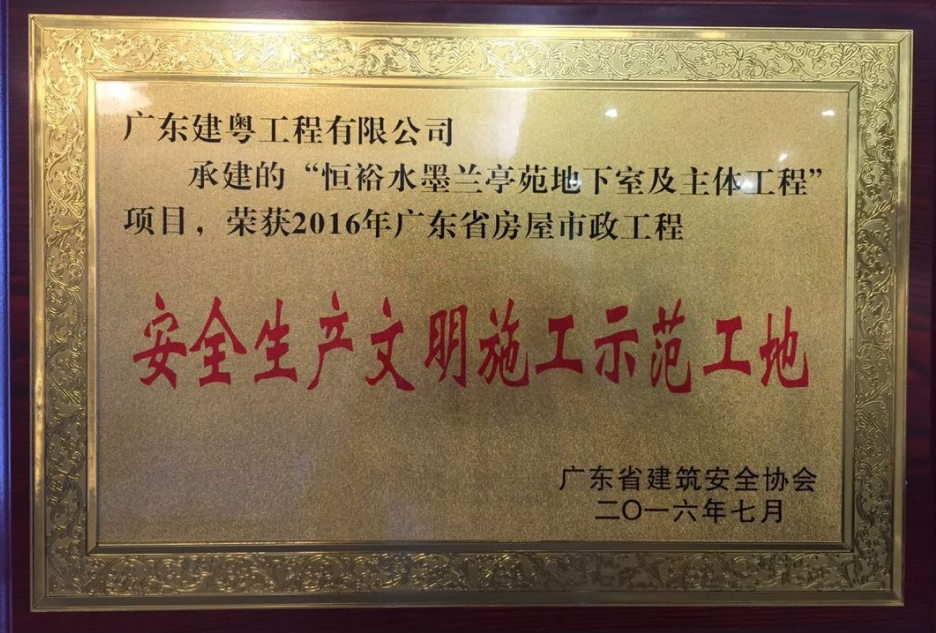 广东建粤工程有限公司
承建的“恒裕水墨兰亭苑地下室及主体工程”
项目，荣获2016年广东省房屋市政工程
安全生产文明施工示范工地
广东省建筑安全协会
二〇一六年七月